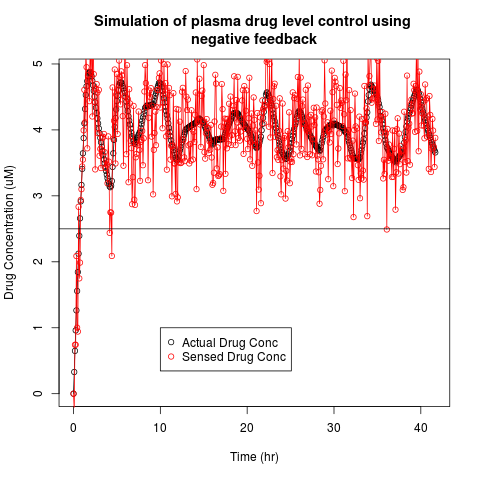 Simulation of plasma drug level control using
negative feedback
Drug Concentration (uM)
5
4
3
2
1
0
Actual Drug Conc
Sensed Drug Conc
0 10 20 30 40
Time (hr)